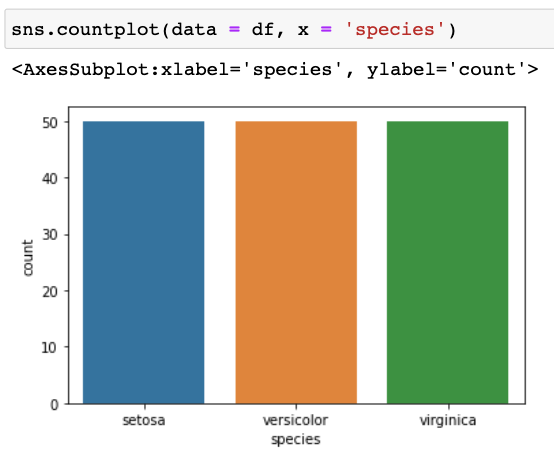 sns.countplot(data = df, x = 'species')
<AxesSubplot:xlabel='species', ylabel='count'>
50
40
30
20
10
0
count
setosa versicolor virginica
species